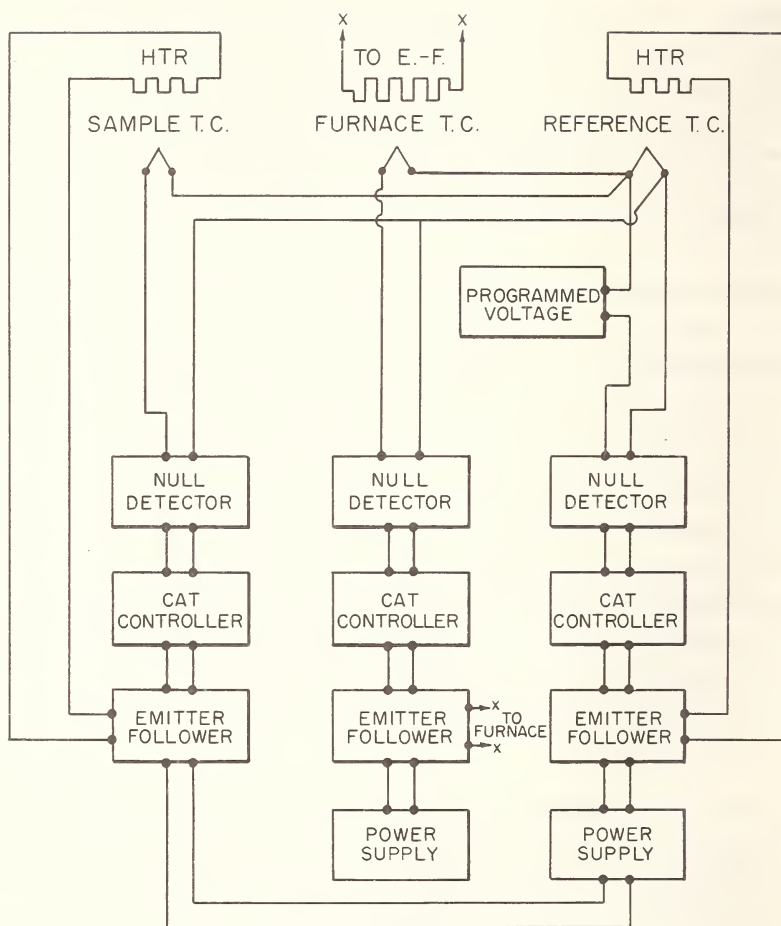 X X
HTR
TO E.-F.
HTR
SAMPLE T.C.
FURNACE T.C.
REFERENCE T.C.
PROGRAMMED
VOLTAGE
NULL
DETECTOR
NULL
DETECTOR
NULL
DETECTOR
CAT
CONTROLLER
CAT
CONTROLLER
CAT
CONTROLLER
EMITTER
FOLLOWER
EMITTER
FOLLOWER
X
TO
FURNACE
X
EMITTER
FOLLOWER
POWER
SUPPLY
POWER
SUPPLY